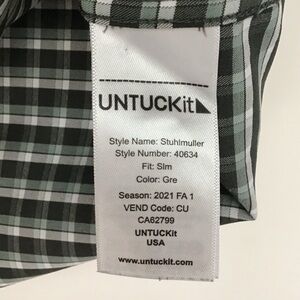 UNTUCKit
Style Name: Stuhlmuller
Style Number: 40634
Fit: Slm
Color: Gre
Season: 2021 FA 1
VEND Code: CU
CA62799
UNTUCKit
USA
www.untuckit.com